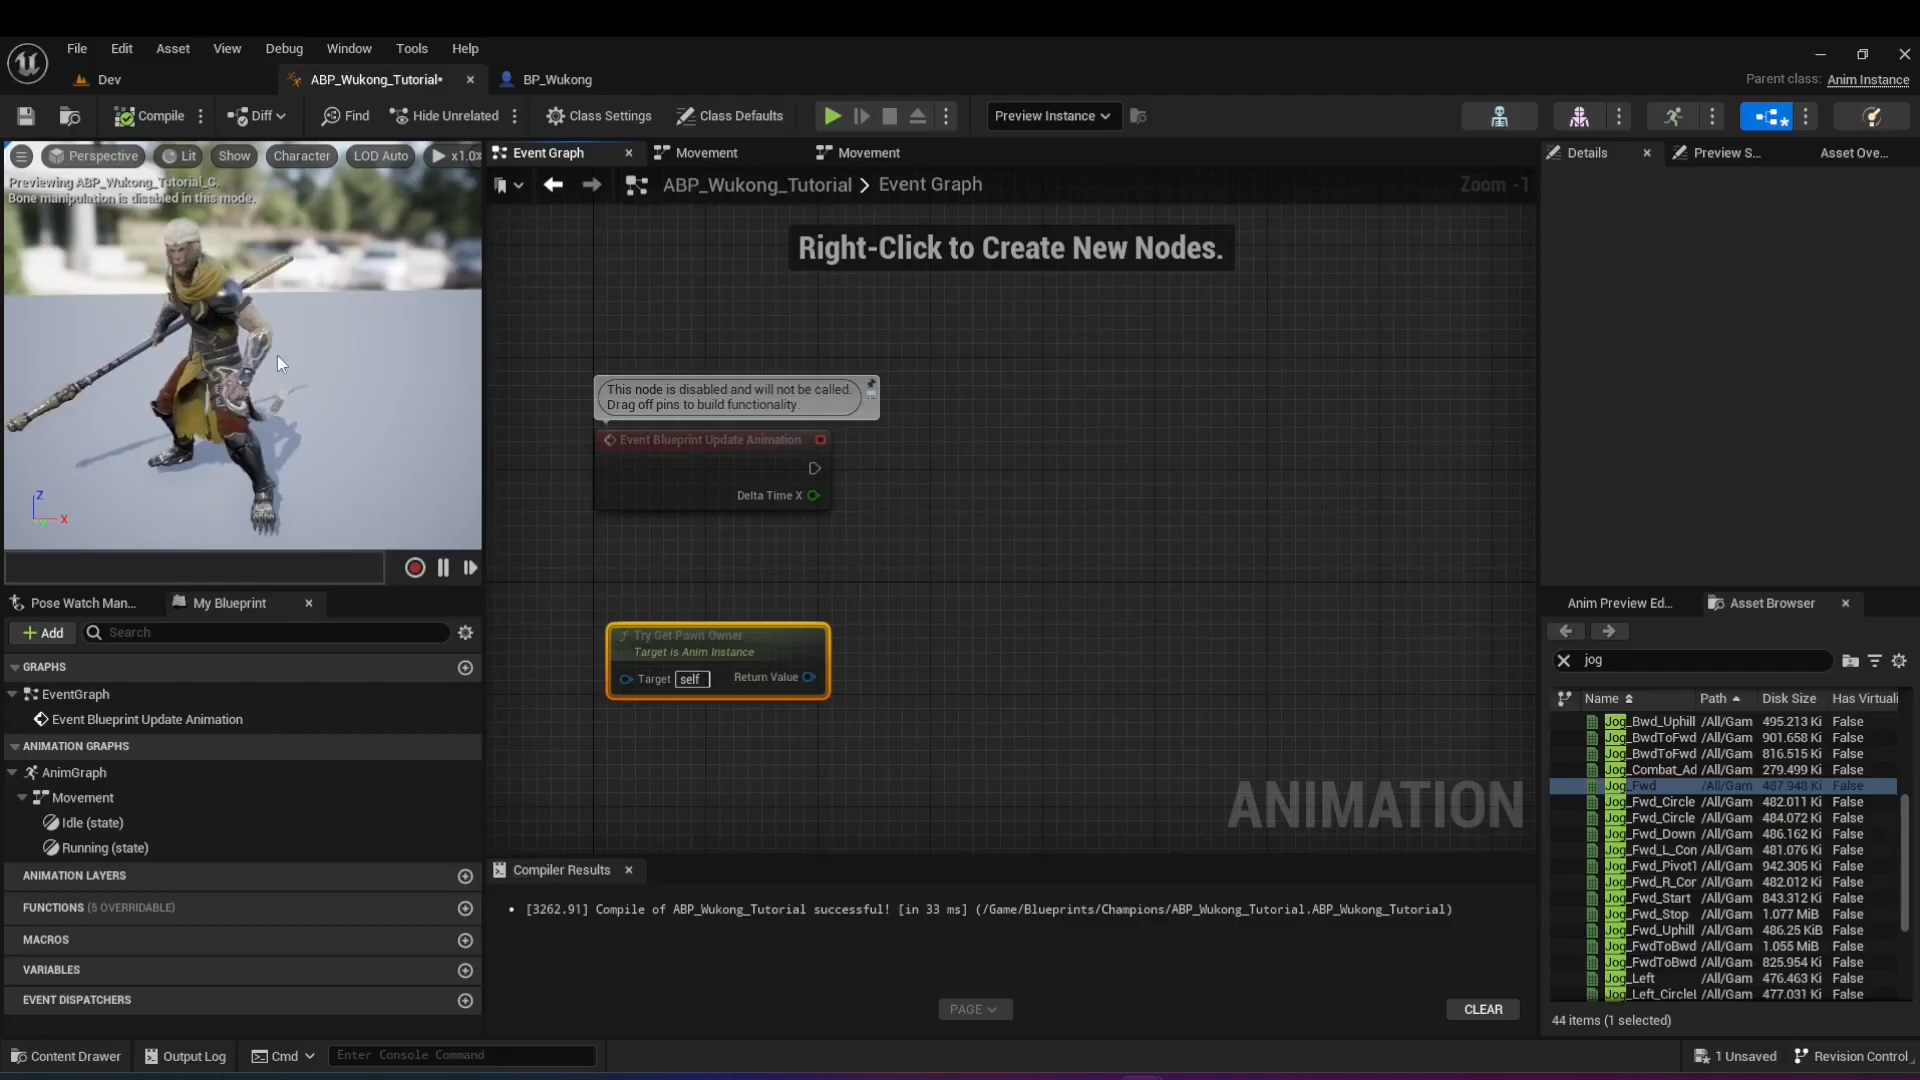 File Edit Asset View Debug Window Tools Help
Dev ABP_Wukong_Tutorial* BP_Wukong
Parent class: Anim Instance
Compile Diff Find Hide Unrelated Class Settings Class Defaults Preview Instance
Perspective Lit Show Character LOD Auto x1.0
Previewing ABP_Wukong_Tutorial_C.
Bone manipulation is disabled in this mode.
Z
X
Pose Watch Man... My Blueprint
Add Search
GRAPHS
EventGraph
Event Blueprint Update Animation
ANIMATION GRAPHS
AnimGraph
Movement
Idle (state)
Running (state)
ANIMATION LAYERS
FUNCTIONS (5 OVERRIDABLE)
MACROS
VARIABLES
EVENT DISPATCHERS
Event Graph Movement Movement
ABP_Wukong_Tutorial > Event Graph
Zoom -1
Right-Click to Create New Nodes.
This node is disabled and will not be called.
Drag off pins to build functionality.
Event Blueprint Update Animation
Delta Time X
Try Get Pawn Owner
Target is Anim Instance
Target self Return Value
ANIMATION
Compiler Results
[3262.91] Compile of ABP_Wukong_Tutorial successful! [in 33 ms] (/Game/Blueprints/Champions/ABP_Wukong_Tutorial.ABP_Wukong_Tutorial)
PAGE CLEAR
Details Preview S... Asset Ove...
Anim Preview Ed... Asset Browser
jog
Name Path Disk Size Has Virtuali
Jog_Bwd_Uphill /All/Gam 495.213 Ki False
Jog_BwdToFwd /All/Gam 901.658 Ki False
Jog_BwdToFwd /All/Gam 816.515 Ki False
Jog_Combat_Ad /All/Gam 279.499 Ki False
Jog_Fwd /All/Gam 487.948 Ki False
Jog_Fwd_Circle /All/Gam 482.011 Ki False
Jog_Fwd_Circle /All/Gam 484.072 Ki False
Jog_Fwd_Down /All/Gam 486.162 Ki False
Jog_Fwd_L_Con /All/Gam 481.076 Ki False
Jog_Fwd_Pivot1 /All/Gam 942.305 Ki False
Jog_Fwd_R_Cor /All/Gam 482.012 Ki False
Jog_Fwd_Start /All/Gam 843.312 Ki False
Jog_Fwd_Stop /All/Gam 1.077 MiB False
Jog_Fwd_Uphill /All/Gam 486.25 KiB False
Jog_FwdToBwd /All/Gam 1.055 MiB False
Jog_FwdToBwd /All/Gam 825.954 Ki False
Jog_Left /All/Gam 476.463 Ki False
Jog_Left_Circlel /All/Gam 477.031 Ki False
44 items (1 selected)
Content Drawer Output Log Cmd Enter Console Command 1 Unsaved Revision Control